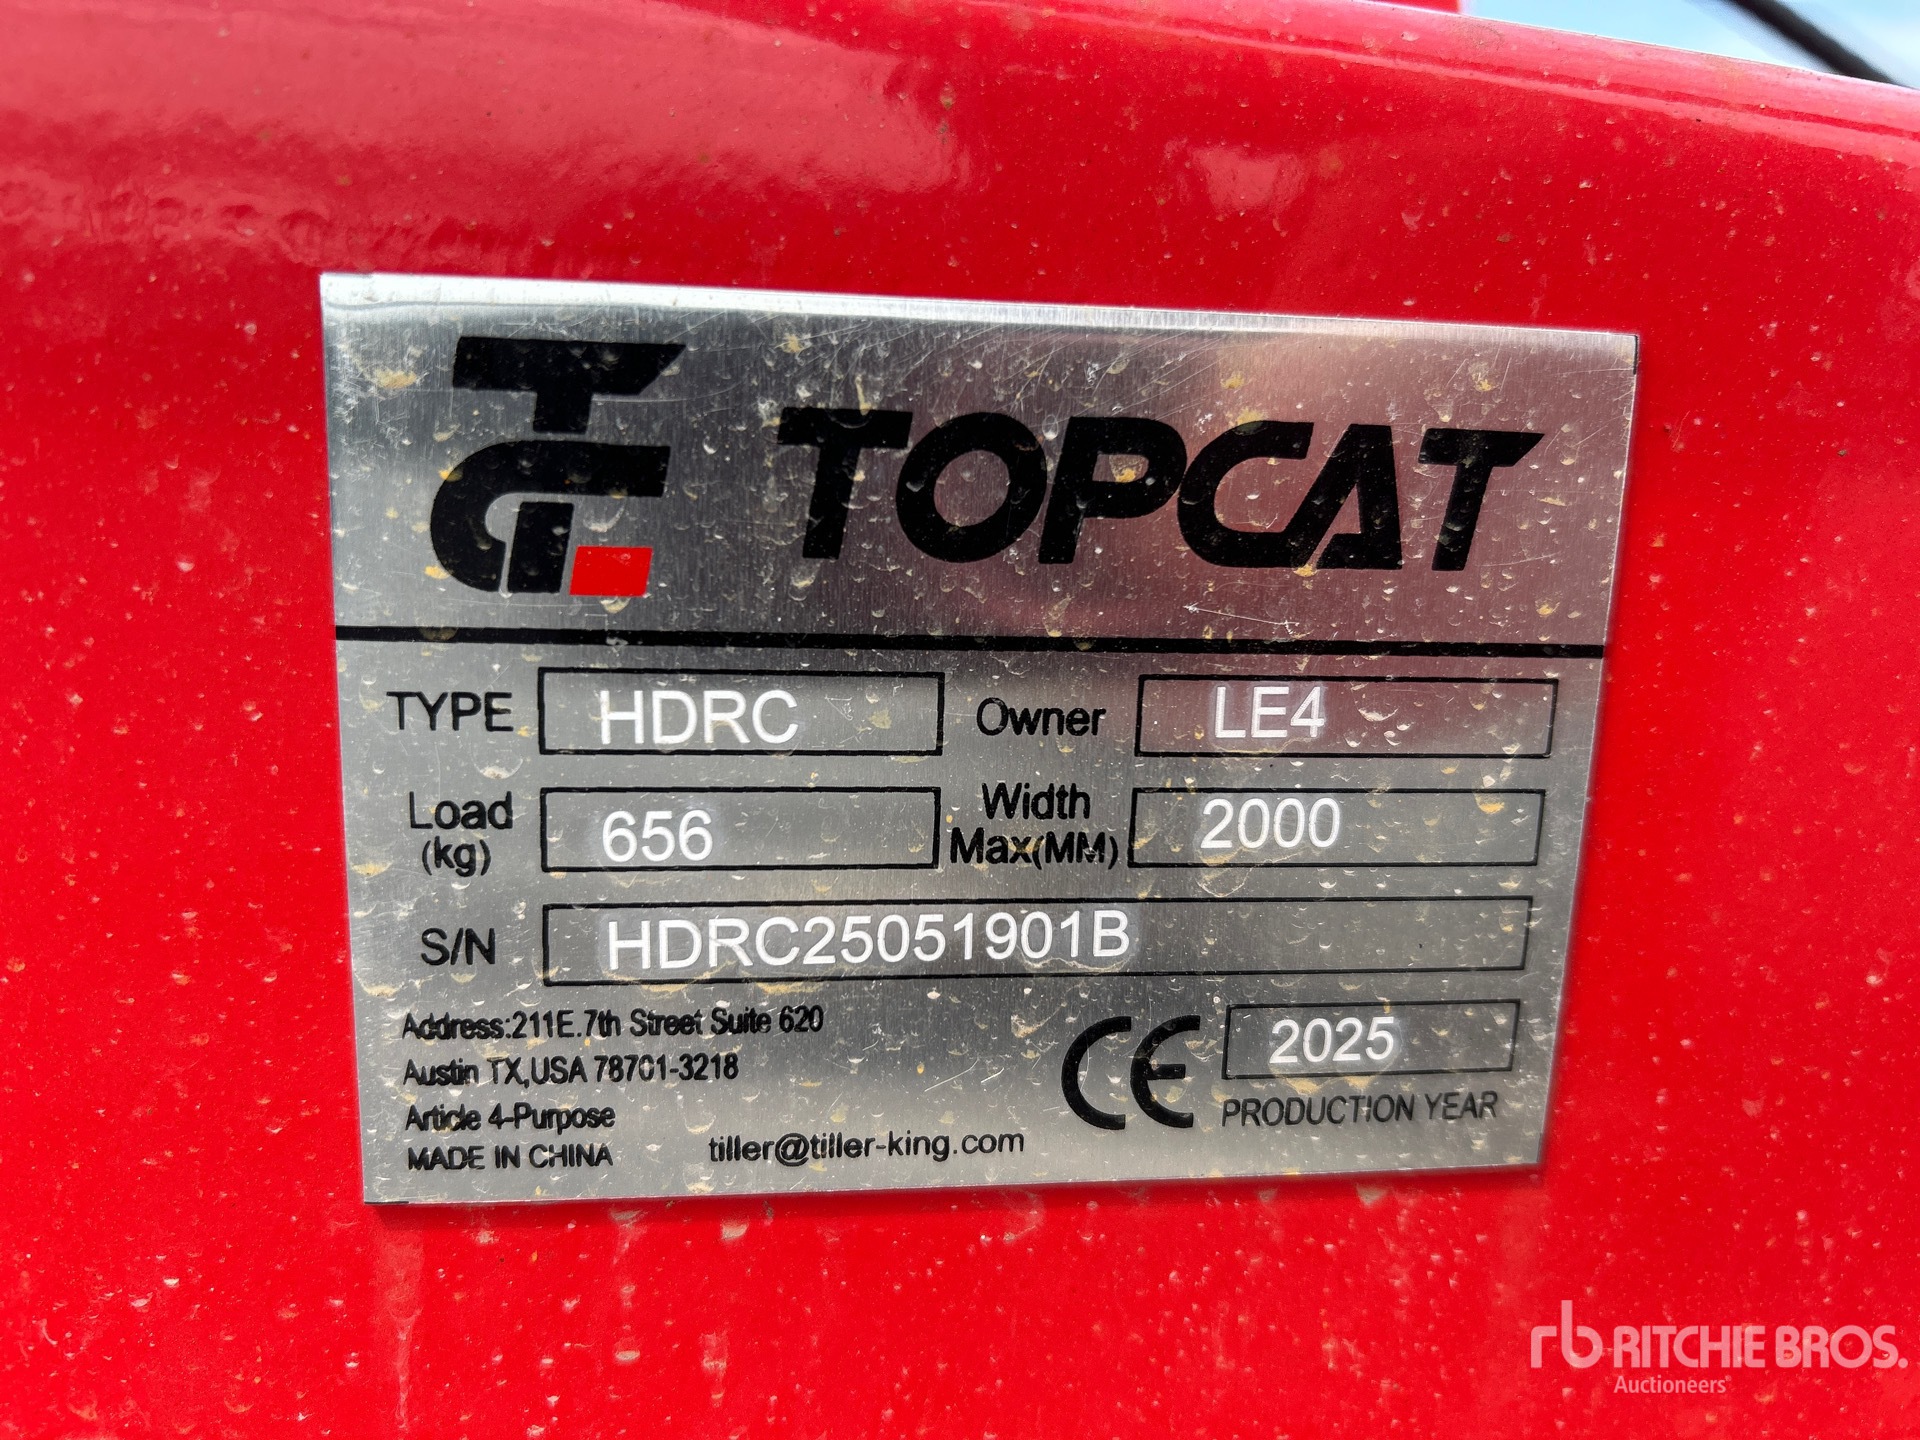 TOPCAT
TYPE HDRC Owner LE4
Load (kg) 656 Width Max(MM) 2000
S/N HDRC25051901B
Address:211E.7th Street Suite 620
Austin TX,USA 78701-3218
Article 4-Purpose
MADE IN CHINA
tiller@tiller-king.com
CE 2025
PRODUCTION YEAR
rb RITCHIE BROS.
Auctioneers